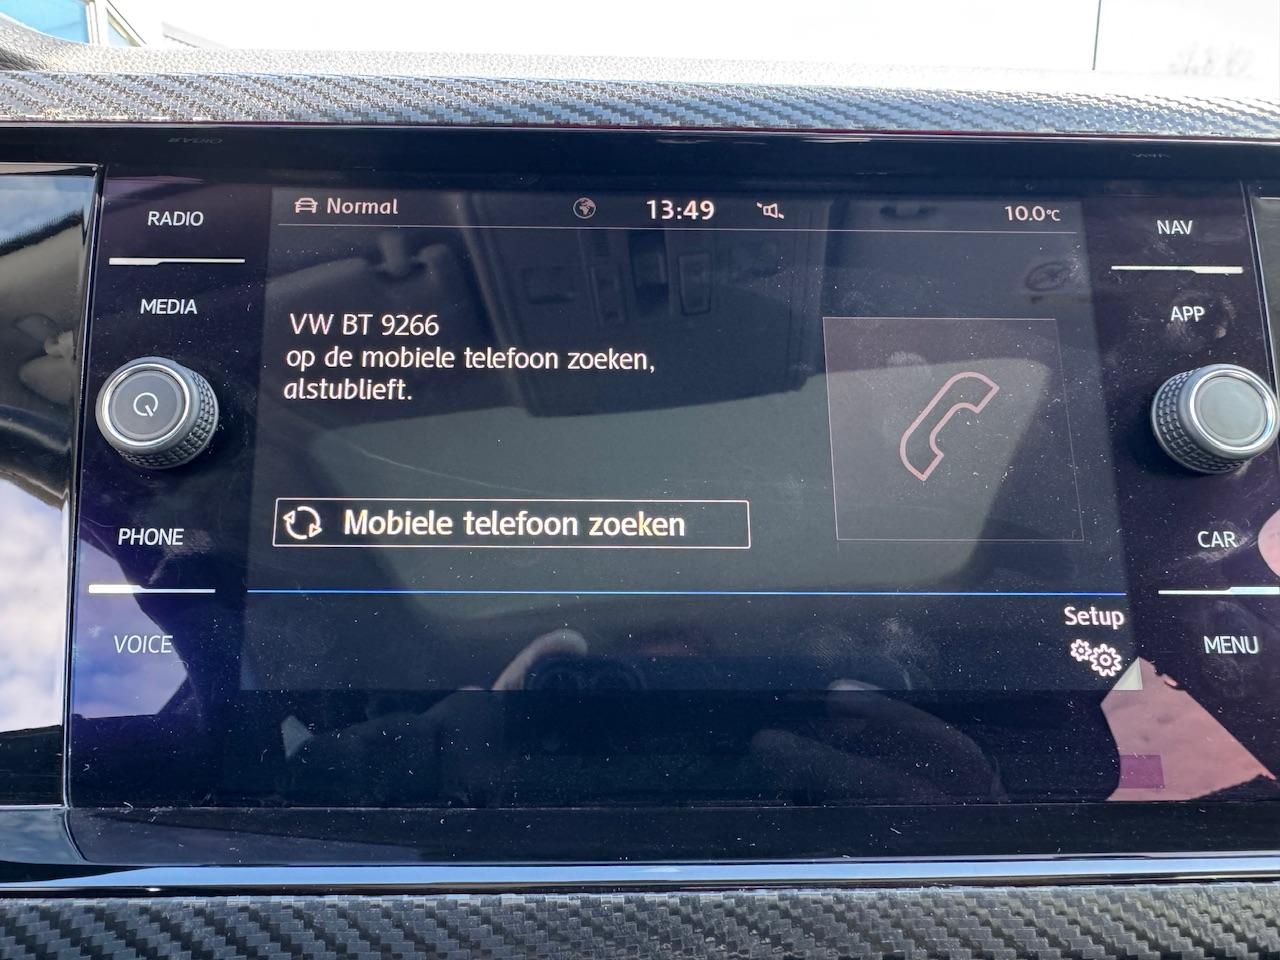 RADIO
MEDIA
PHONE
VOICE
Normal
13:49
10.0°C
VW BT 9266
op de mobiele telefoon zoeken,
alstublieft.
Mobiele telefoon zoeken
Setup
NAV
APP
CAR
MENU